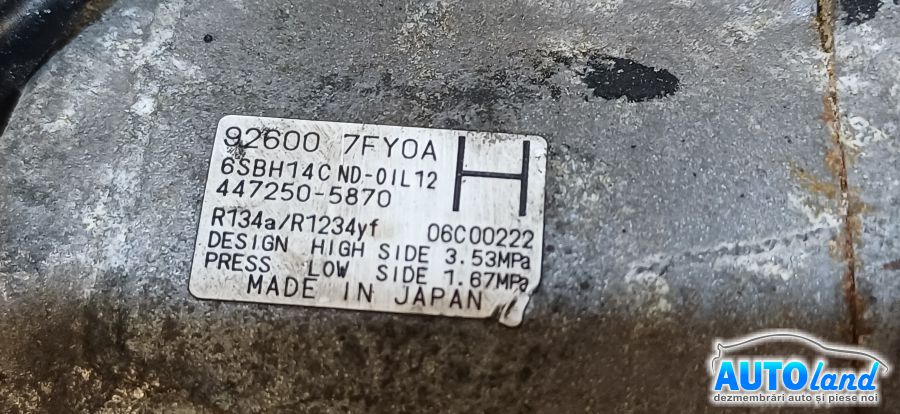 92600 7FY0A
H
6SBH14C ND-OIL12
447250-5870
R134a/R1234yf 06C00222
DESIGN HIGH SIDE 3.53MPa
PRESS LOW SIDE 1.67MPa
MADE IN JAPAN
AUTOland
dezmembrări auto și piese noi